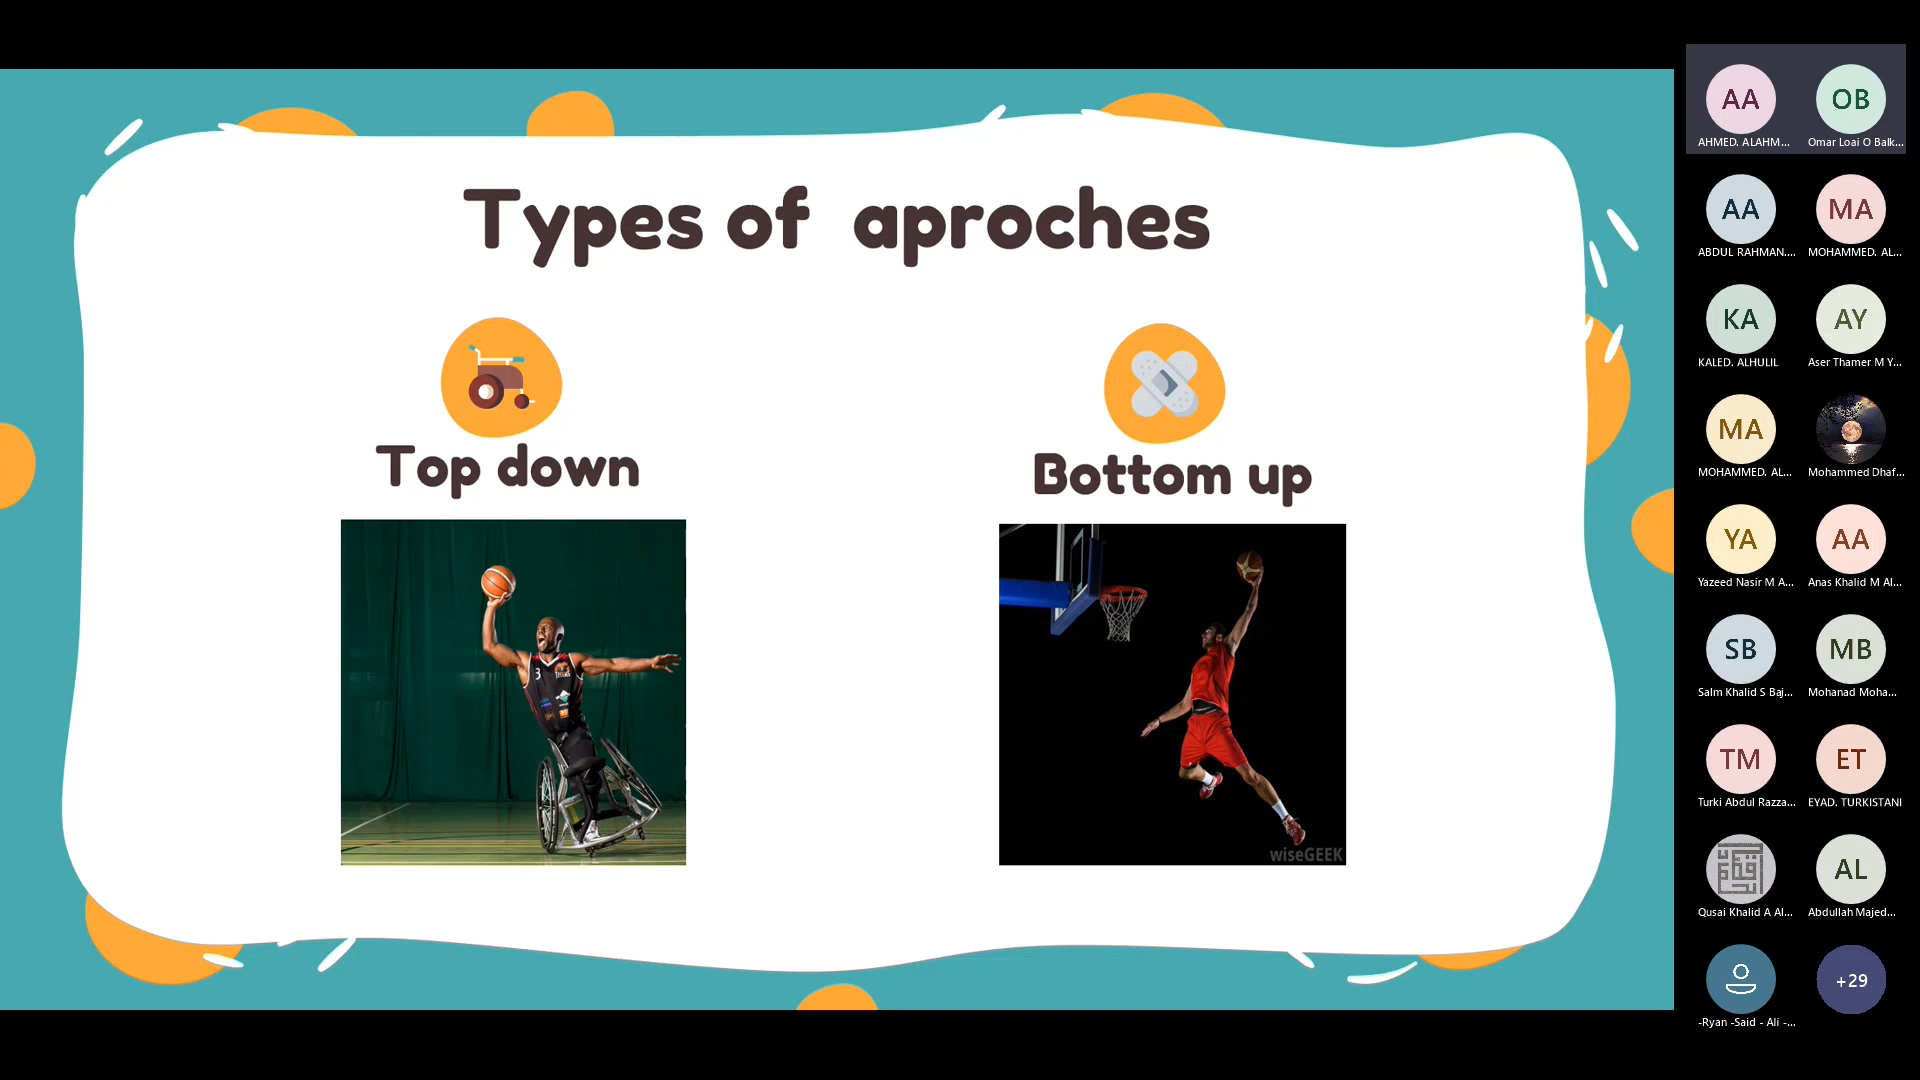 Types of aproches
Top down
Bottom up
3
wiseGEEK
AA
AHMED. ALAHM...
OB
Omar Loai O Balk...
AA
ABDUL RAHMAN....
MA
MOHAMMED. AL...
KA
KALED. ALHULIL
AY
Aser Thamer M Y...
MA
MOHAMMED. AL...
Mohammed Dhaf...
YA
Yazeed Nasir M A...
AA
Anas Khalid M Al...
SB
Salm Khalid S Baj...
MB
Mohanad Moha...
TM
Turki Abdul Razza...
ET
EYAD. TURKISTANI
Qusai Khalid A Al...
AL
Abdullah Majed...
-Ryan -Said - Ali -...
+29